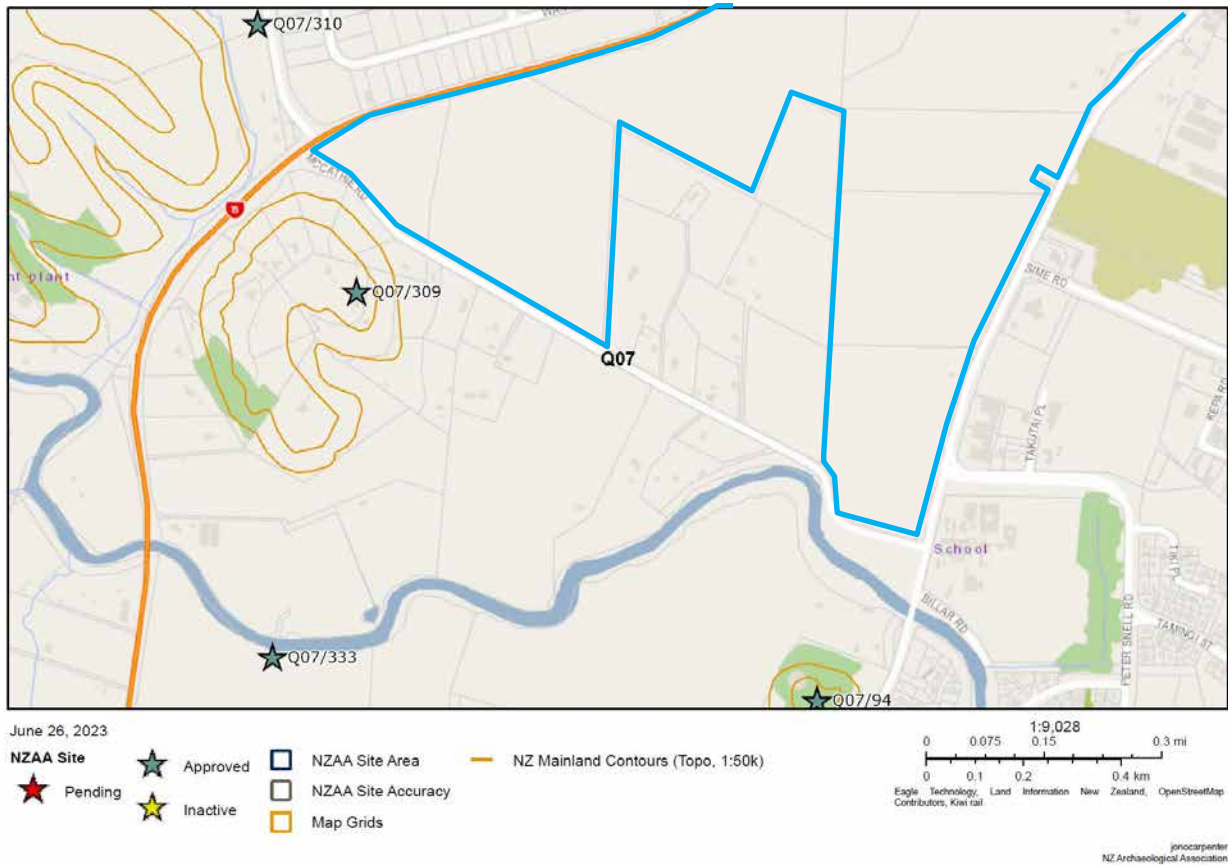 Q07/310
MCCATHIE RD
15
nt plant
Q07/309
SIME RD
Q07
TAKUTAI PL
School
BILLAR RD
PETER SNELL RD
TAMINGI ST
Q07/333
Q07/94
June 26, 2023
NZAA Site
Pending
Approved
Inactive
NZAA Site Area
NZAA Site Accuracy
Map Grids
NZ Mainland Contours (Topo, 1:50k)
1:9,028
0 0.075 0.15 0.3 mi
0 0.1 0.2 0.4 km
Eagle Technology, Land Information New Zealand, OpenStreetMap
Contributors, Kiwi rail
jonocarpenter
NZ Archaeological Association